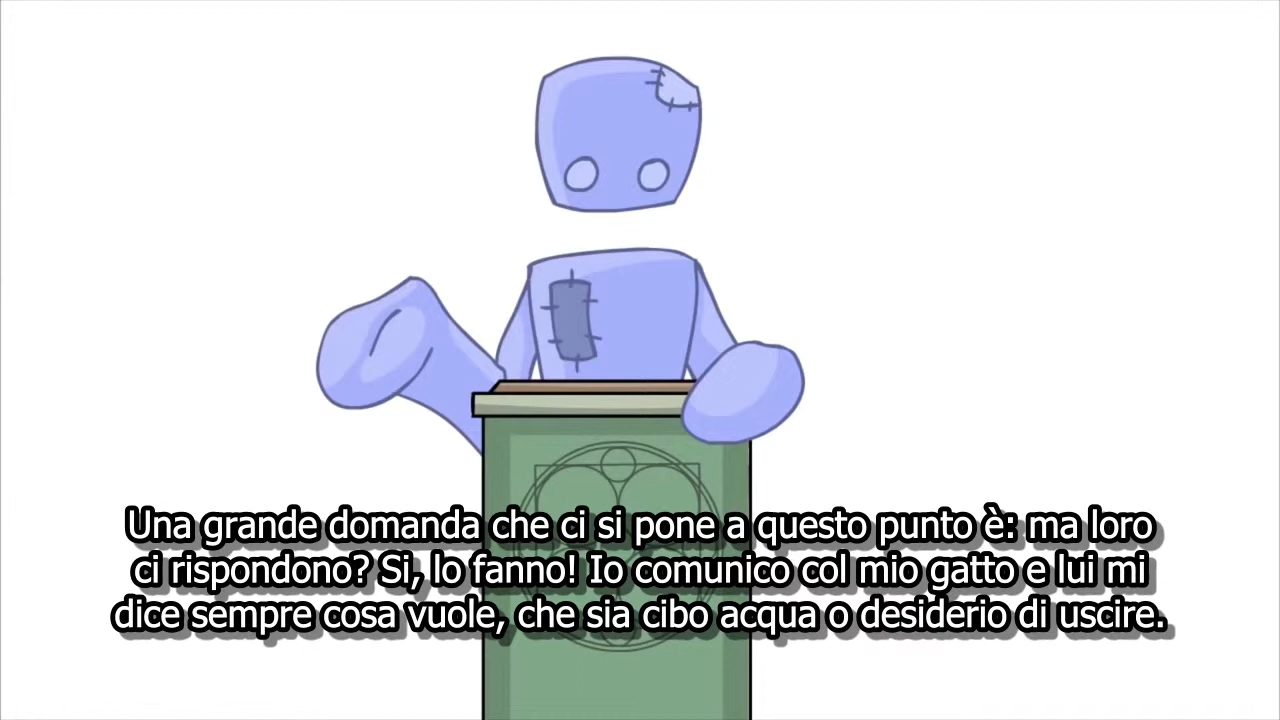 Una grande domanda che ci si pone a questo punto è: ma loro
ci rispondono? Si, lo fanno! Io comunico col mio gatto e lui mi
dice sempre cosa vuole, che sia cibo acqua o desiderio di uscire.